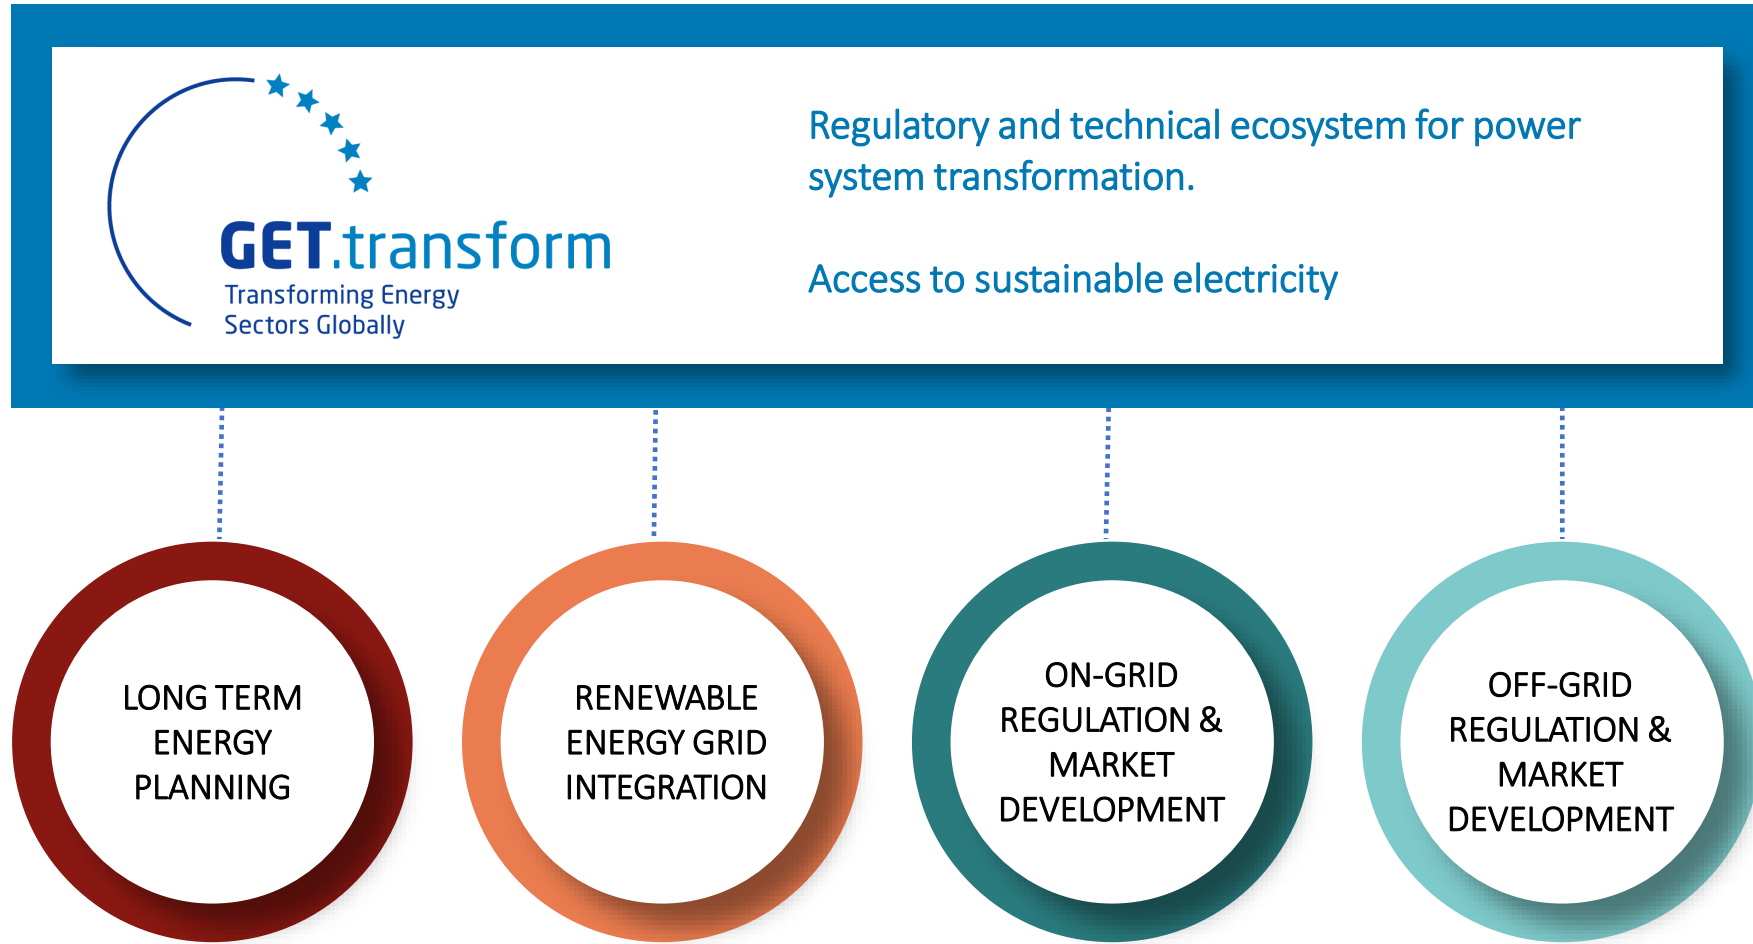 GET.transform
Transforming Energy
Sectors Globally
Regulatory and technical ecosystem for power
system transformation.
Access to sustainable electricity
LONG TERM
ENERGY
PLANNING
RENEWABLE
ENERGY GRID
INTEGRATION
ON-GRID
REGULATION &
MARKET
DEVELOPMENT
OFF-GRID
REGULATION &
MARKET
DEVELOPMENT